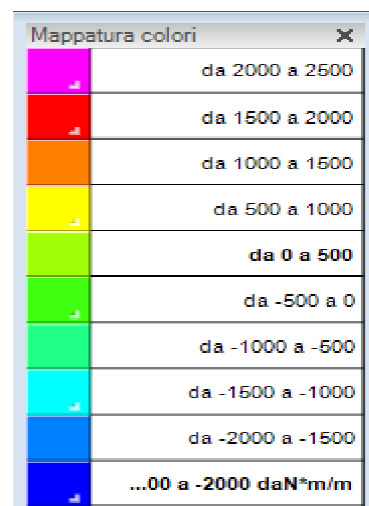 Mappatura colori
da 2000 a 2500
da 1500 a 2000
da 1000 a 1500
da 500 a 1000
da 0 a 500
da -500 a 0
da -1000 a -500
da -1500 a -1000
da -2000 a -1500
...00 a -2000 daN*m/m